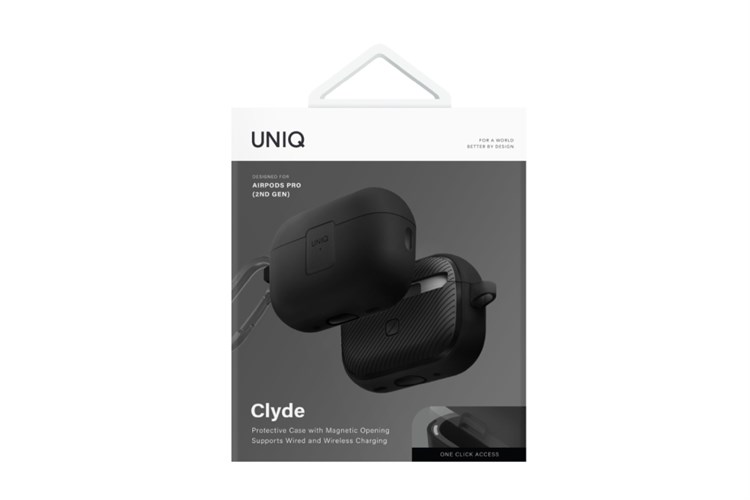 UNIQ
FOR A WORLD
BETTER BY DESIGN
DESIGNED FOR
AIRPODS PRO
(2ND GEN)
UNIQ
Clyde
Protective Case with Magnetic Opening
Supports Wired and Wireless Charging
ONE CLICK ACCESS